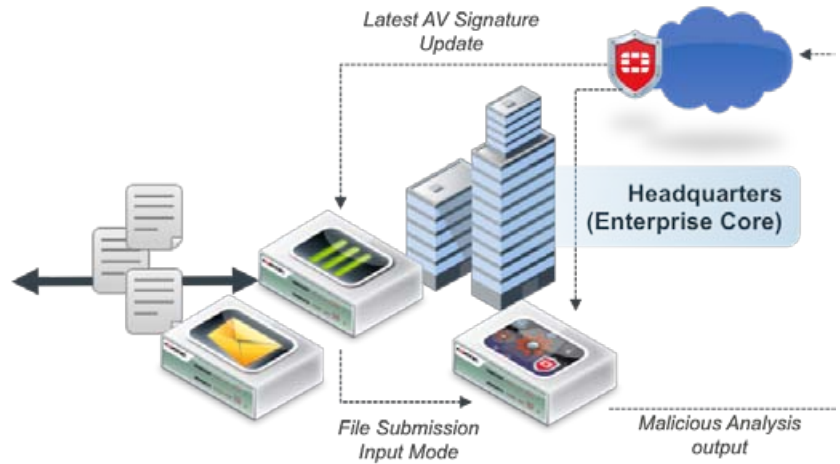 Latest AV Signature
Update
Headquarters
(Enterprise Core)
File Submission
Input Mode
Malicious Analysis
output